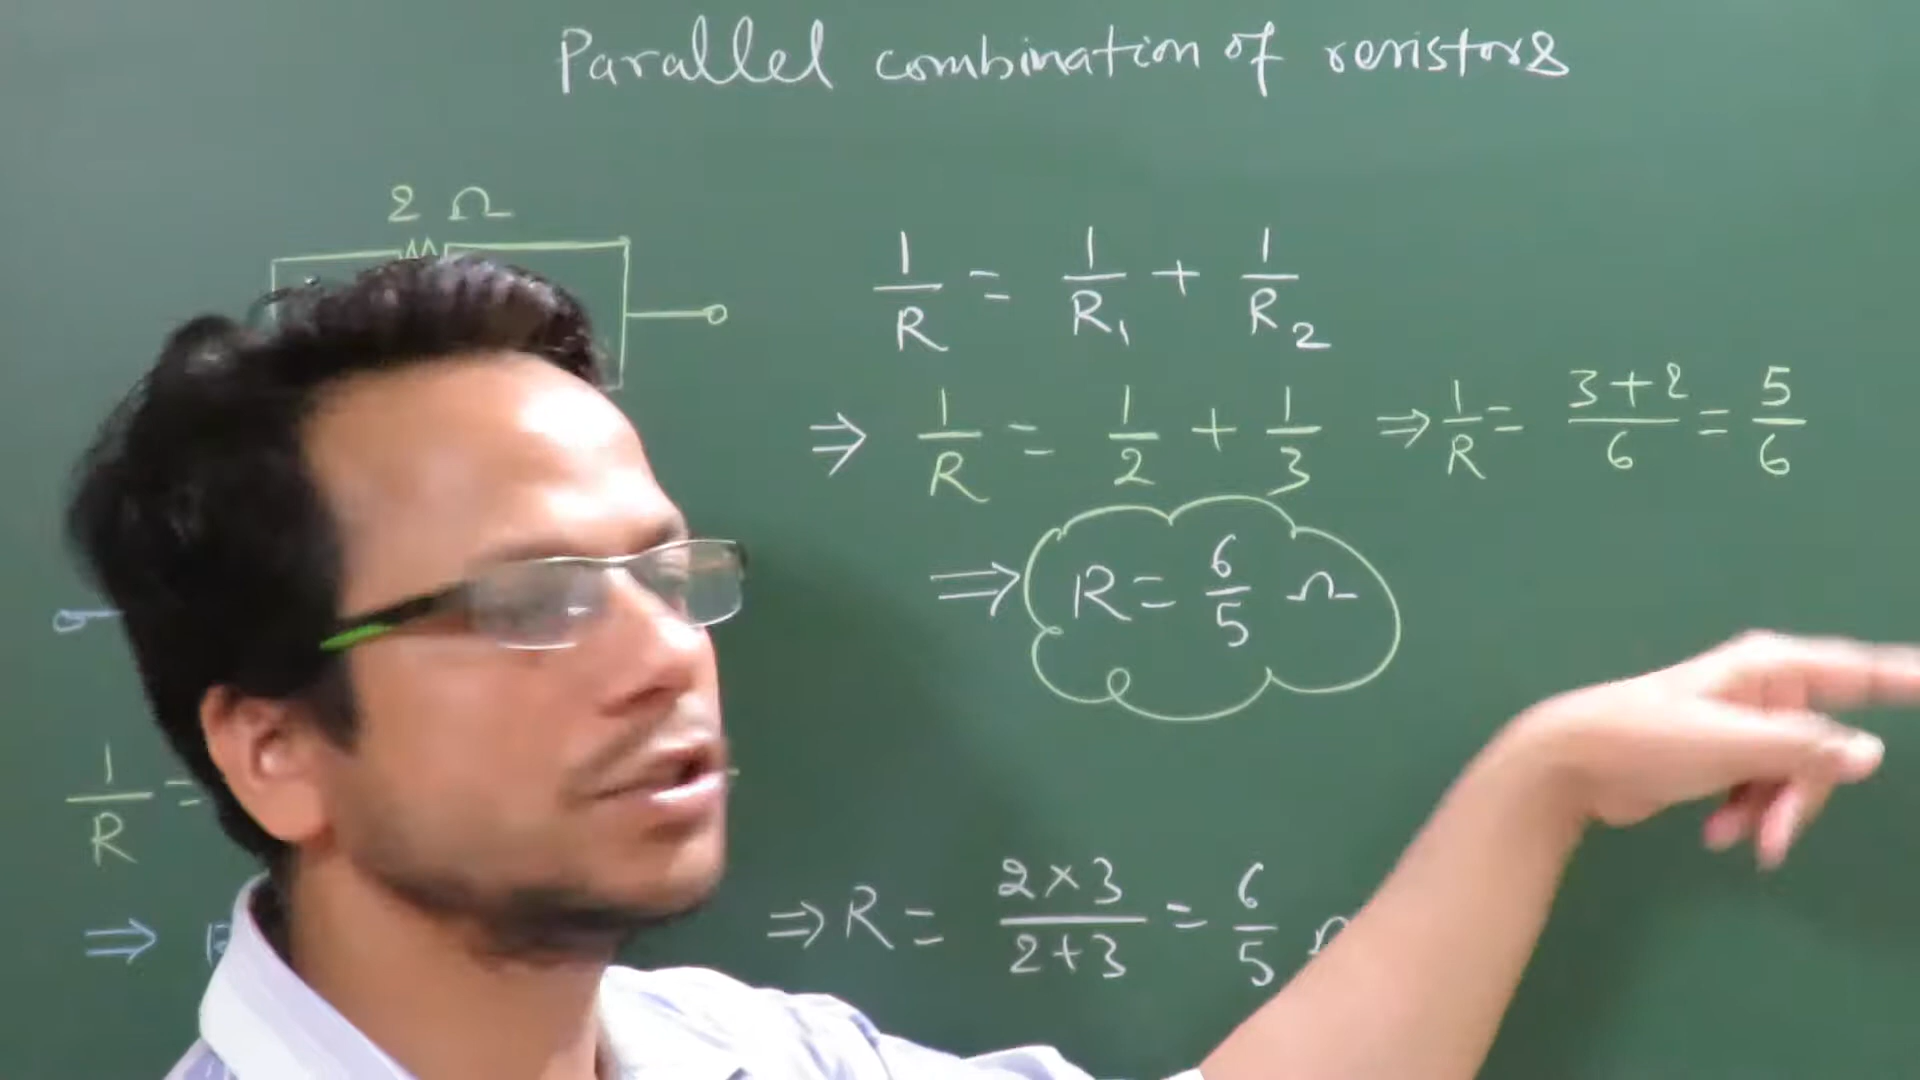 Parallel combination of resistors
2 Ω
1/R = 1/R₁ + 1/R₂
⇒ 1/R = 1/2 + 1/3 ⇒ 1/R = 3+2/6 = 5/6
⇒ R = 6/5 Ω
1/R =
⇒ R = 2×3/2+3 = 6/5 Ω
⇒